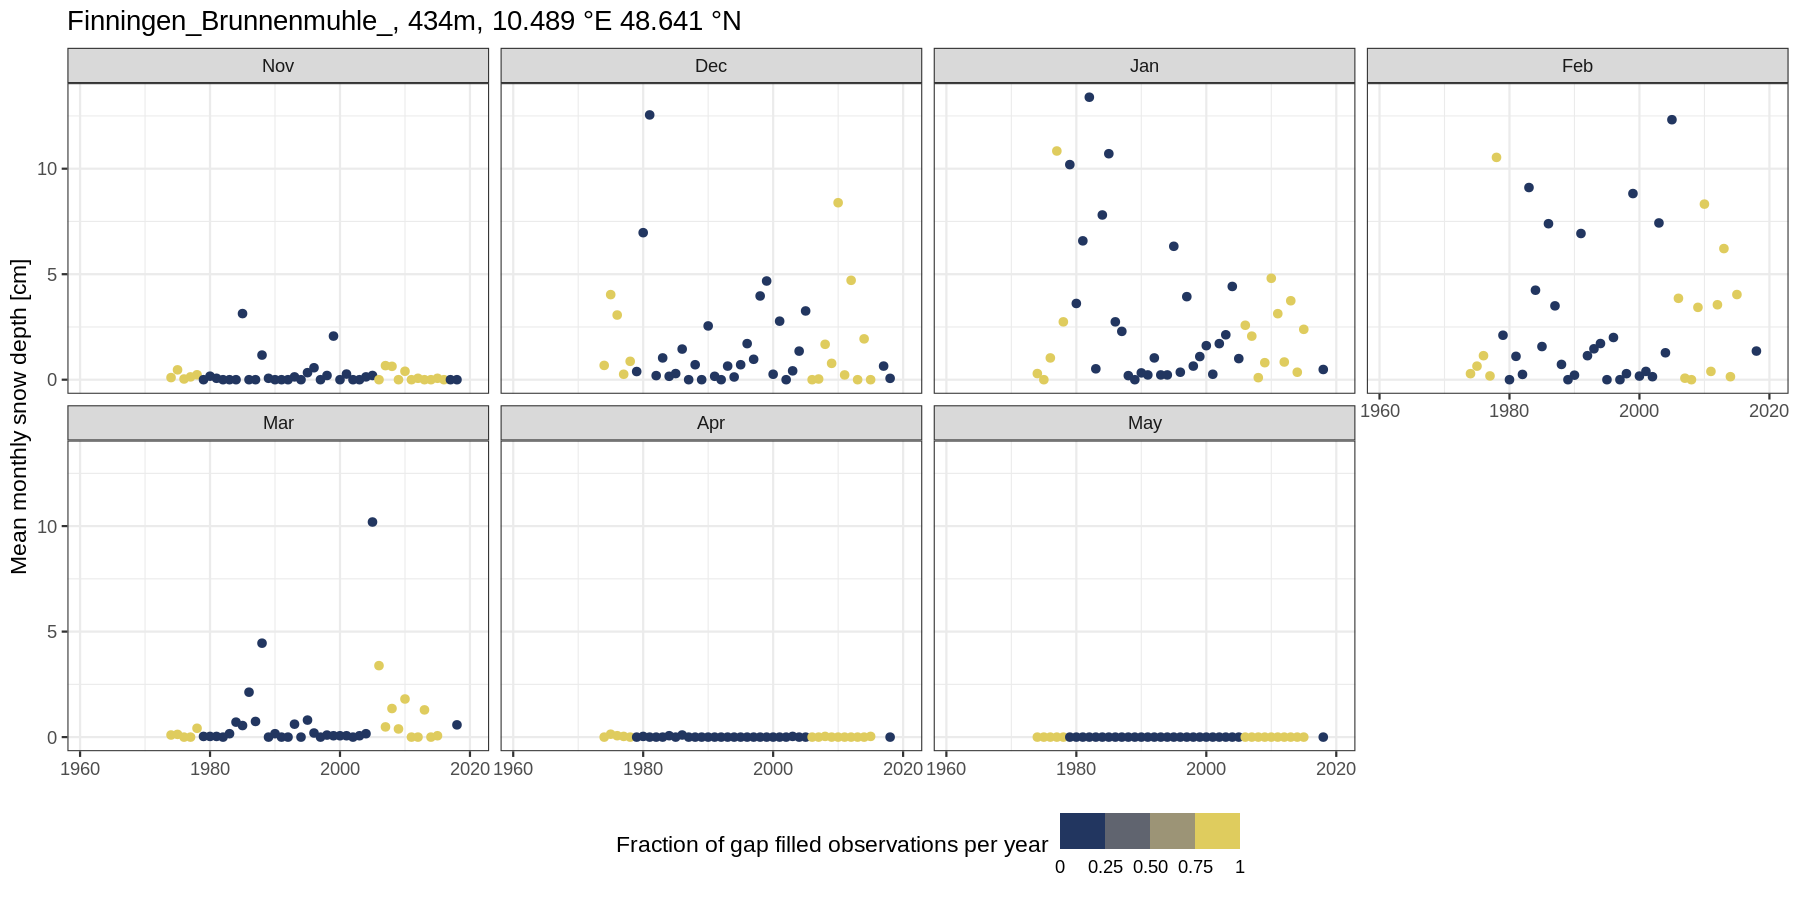 Finningen_Brunnenmuhle_, 434m, 10.489 °E 48.641 °N
Nov Dec Jan Feb
10
5
0
1960 1980 2000 2020
Mean monthly snow depth [cm]
Mar Apr May
10
5
0
1960 1980 2000 2020 1960 1980 2000 2020 1960 1980 2000 2020
Fraction of gap filled observations per year
0 0.25 0.50 0.75 1